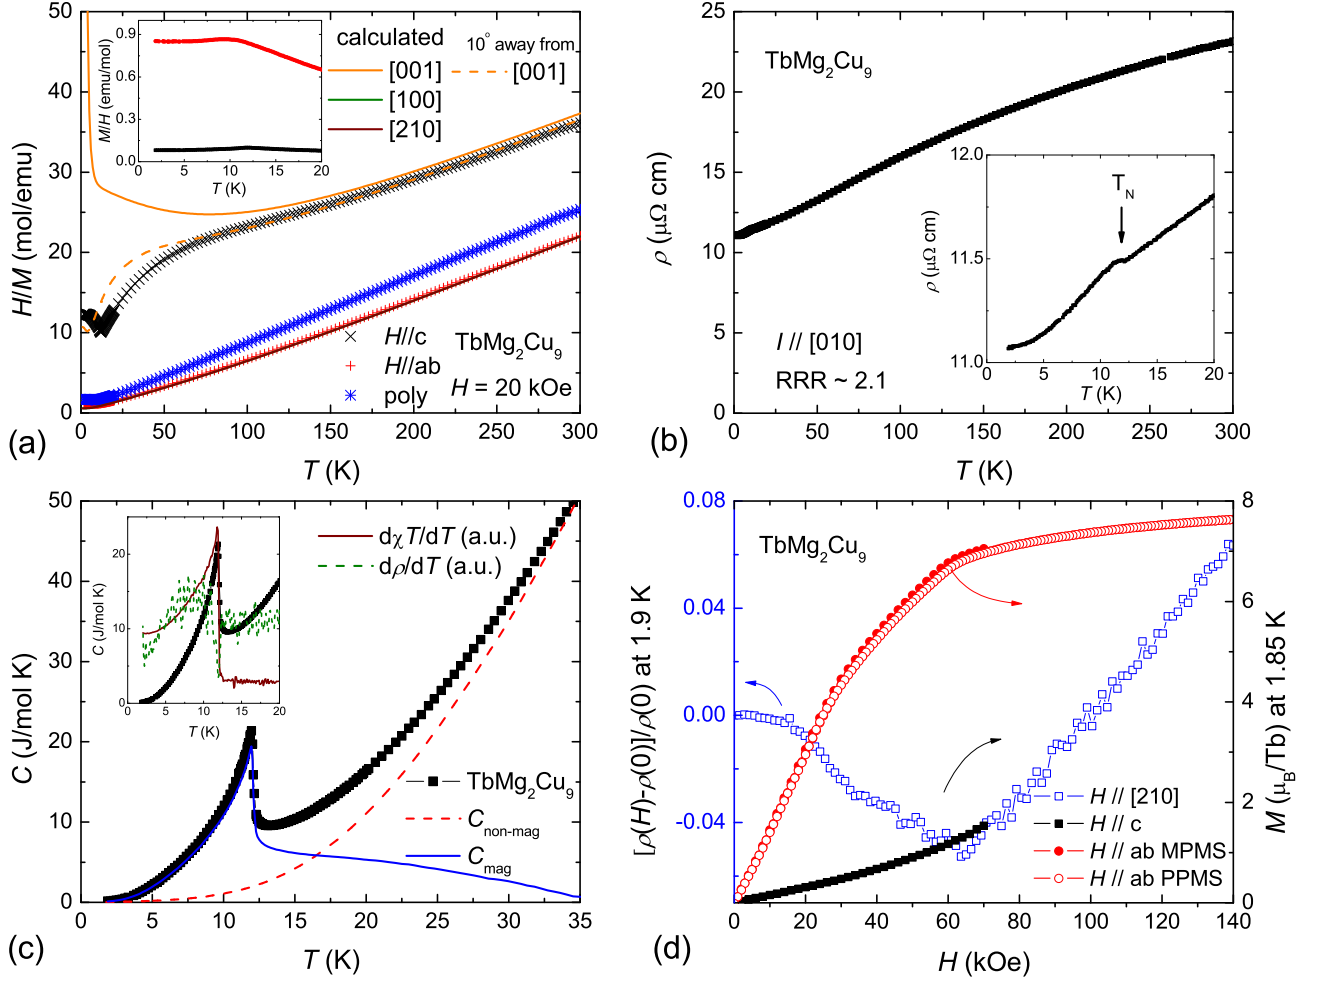 50
40
30
20
10
0
H/M (mol/emu)
0 50 100 150 200 250 300
T (K)
(a)
0.9
0.6
0.3
0.0
M/H (emu/mol)
0 5 10 15 20
T (K)
calculated
[001]
[100]
[210]
10° away from
[001]
H//c
H//ab
poly
TbMg2Cu9
H = 20 kOe
25
20
15
10
5
0
ρ (μΩ cm)
0 50 100 150 200 250 300
T (K)
(b)
TbMg2Cu9
I // [010]
RRR ~ 2.1
12.0
11.5
11.0
ρ (μΩ cm)
0 5 10 15 20
T (K)
TN
50
40
30
20
10
0
C (J/mol K)
0 5 10 15 20 25 30 35
T (K)
(c)
20
10
0
C (J/mol K)
0 4 8 12 16 20
T (K)
dχT/dT (a.u.)
dρ/dT (a.u.)
TbMg2Cu9
Cnon-mag
Cmag
0.08
0.04
0.00
-0.04
[ρ(H)-ρ(0)]/ρ(0) at 1.9 K
0 20 40 60 80 100 120 140
H (kOe)
8
6
4
2
0
M (μB/Tb) at 1.85 K
(d)
TbMg2Cu9
H // [210]
H // c
H // ab MPMS
H // ab PPMS